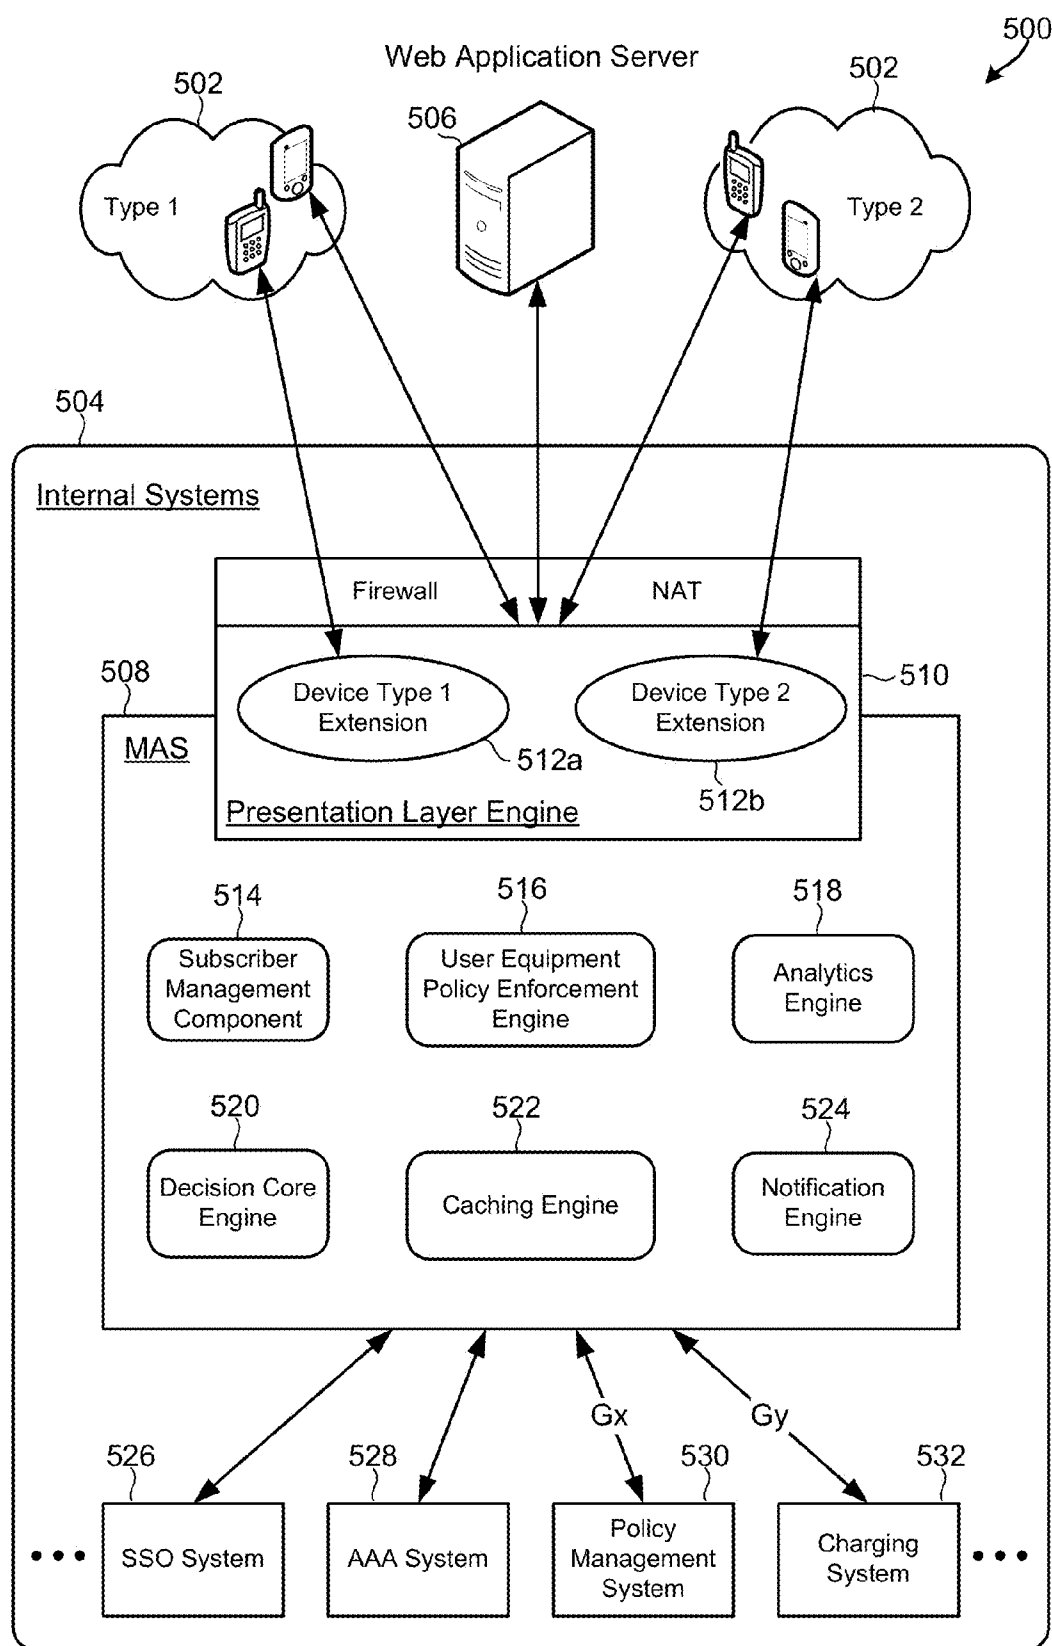 500
Web Application Server
502
502
506
Type 1
Type 2
504
Internal Systems
Firewall
NAT
508
510
Device Type 1
Extension
Device Type 2
Extension
MAS
512a
512b
Presentation Layer Engine
514
516
518
Subscriber
Management
Component
User Equipment
Policy Enforcement
Engine
Analytics
Engine
520
522
524
Decision Core
Engine
Caching Engine
Notification
Engine
Gx
Gy
526
528
530
532
SSO System
AAA System
Policy
Management
System
Charging
System